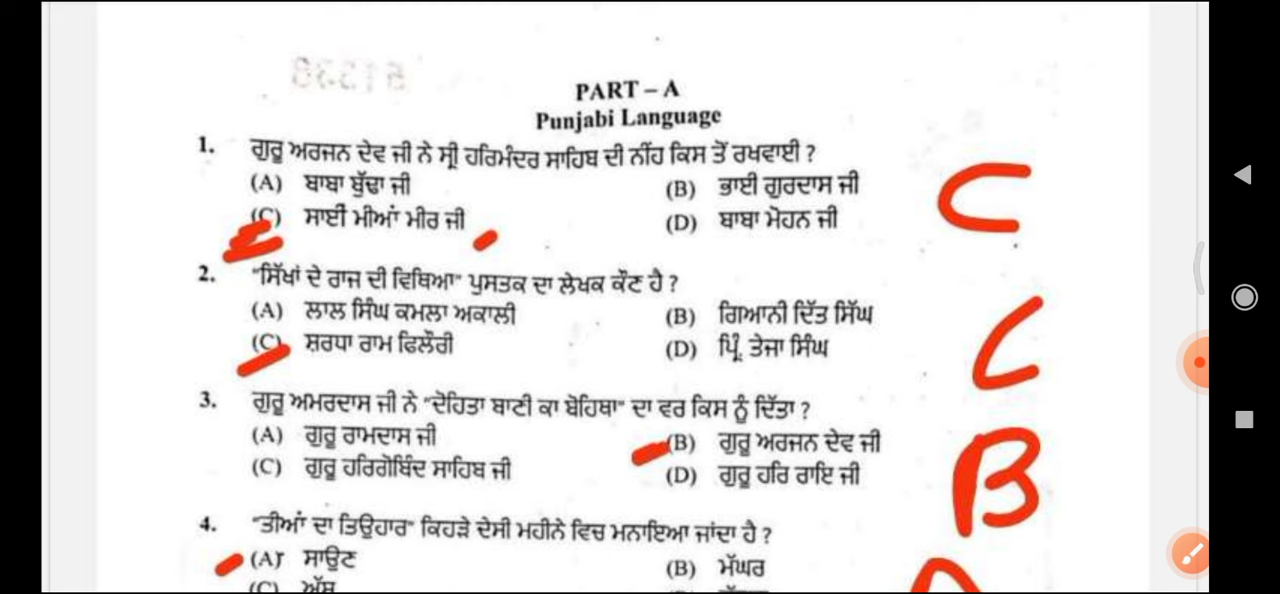 PART – A
Punjabi Language
1. ਗੁਰੂ ਅਰਜਨ ਦੇਵ ਜੀ ਨੇ ਸ੍ਰੀ ਹਰਿਮੰਦਰ ਸਾਹਿਬ ਦੀ ਨੀਂਹ ਕਿਸ ਤੋਂ ਰਖਵਾਈ ?
(A) ਬਾਬਾ ਬੁੱਢਾ ਜੀ (B) ਭਾਈ ਗੁਰਦਾਸ ਜੀ
(C) ਸਾਈਂ ਮੀਆਂ ਮੀਰ ਜੀ (D) ਬਾਬਾ ਮੋਹਨ ਜੀ
C
2. "ਸਿੱਖਾਂ ਦੇ ਰਾਜ ਦੀ ਵਿਥਿਆ" ਪੁਸਤਕ ਦਾ ਲੇਖਕ ਕੌਣ ਹੈ ?
(A) ਲਾਲ ਸਿੰਘ ਕਮਲਾ ਅਕਾਲੀ (B) ਗਿਆਨੀ ਦਿੱਤ ਸਿੰਘ
(C) ਸ਼ਰਧਾ ਰਾਮ ਫਿਲੌਰੀ (D) ਪ੍ਰਿੰ. ਤੇਜਾ ਸਿੰਘ
C
3. ਗੁਰੂ ਅਮਰਦਾਸ ਜੀ ਨੇ "ਦੋਹਿਤਾ ਬਾਣੀ ਕਾ ਬੋਹਿਥਾ" ਦਾ ਵਰ ਕਿਸ ਨੂੰ ਦਿੱਤਾ ?
(A) ਗੁਰੂ ਰਾਮਦਾਸ ਜੀ (B) ਗੁਰੂ ਅਰਜਨ ਦੇਵ ਜੀ
(C) ਗੁਰੂ ਹਰਿਗੋਬਿੰਦ ਸਾਹਿਬ ਜੀ (D) ਗੁਰੂ ਹਰਿ ਰਾਇ ਜੀ
B
4. "ਤੀਆਂ ਦਾ ਤਿਉਹਾਰ" ਕਿਹੜੇ ਦੇਸੀ ਮਹੀਨੇ ਵਿਚ ਮਨਾਇਆ ਜਾਂਦਾ ਹੈ ?
(A) ਸਾਉਣ (B) ਮੱਘਰ
(C) ਅੱਸੂ